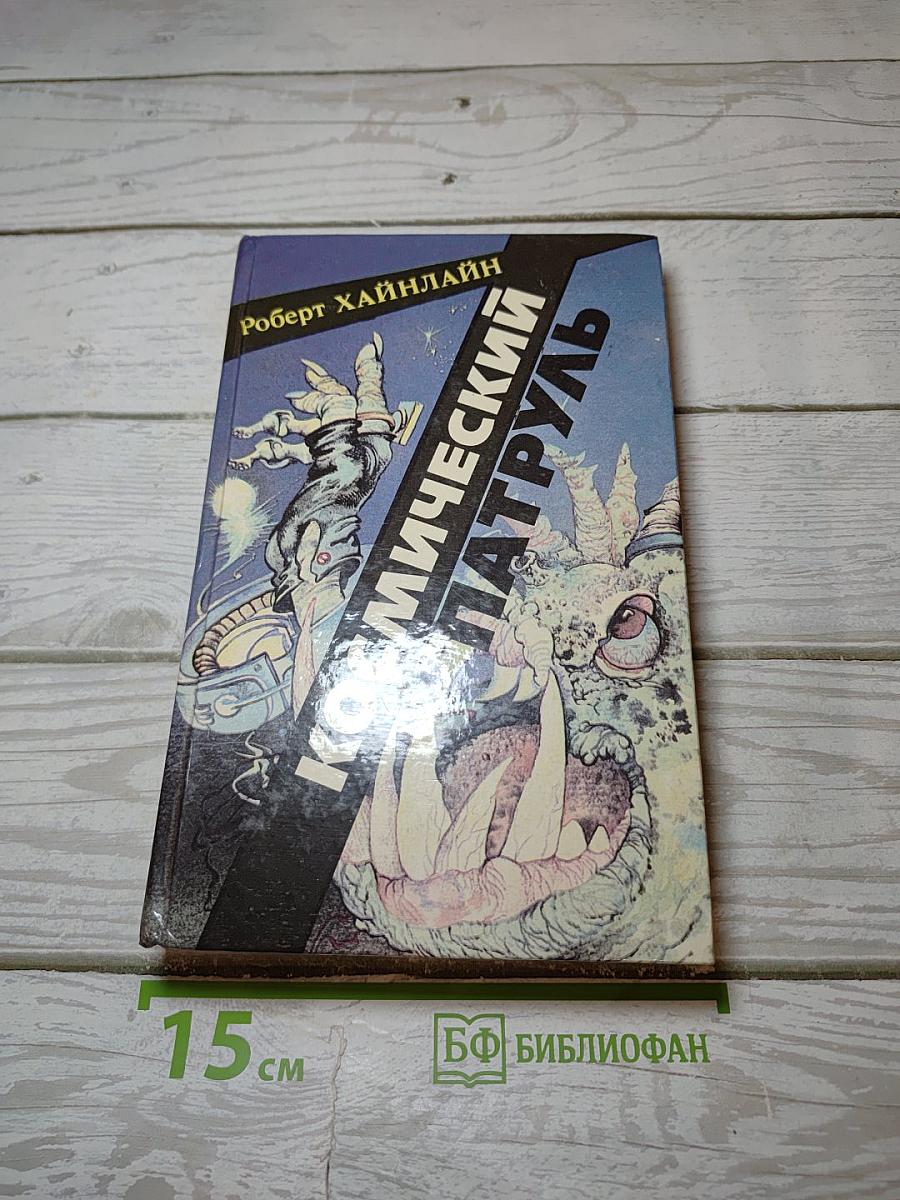 Роберт ХАЙНЛАЙН
КОСМИЧЕСКИЙ
ПАТРУЛЬ
15 см
БФ БИБЛИОФАН